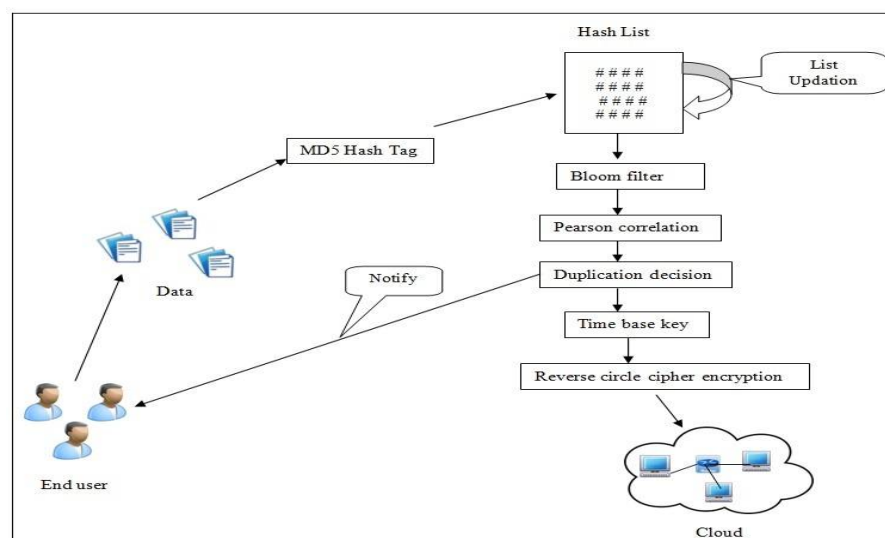 Hash List
# # # #
# # # #
# # # #
# # # #
List
Updation
MD5 Hash Tag
Bloom filter
Pearson correlation
Data
Notify
Duplication decision
Time base key
Reverse circle cipher encryption
End user
Cloud